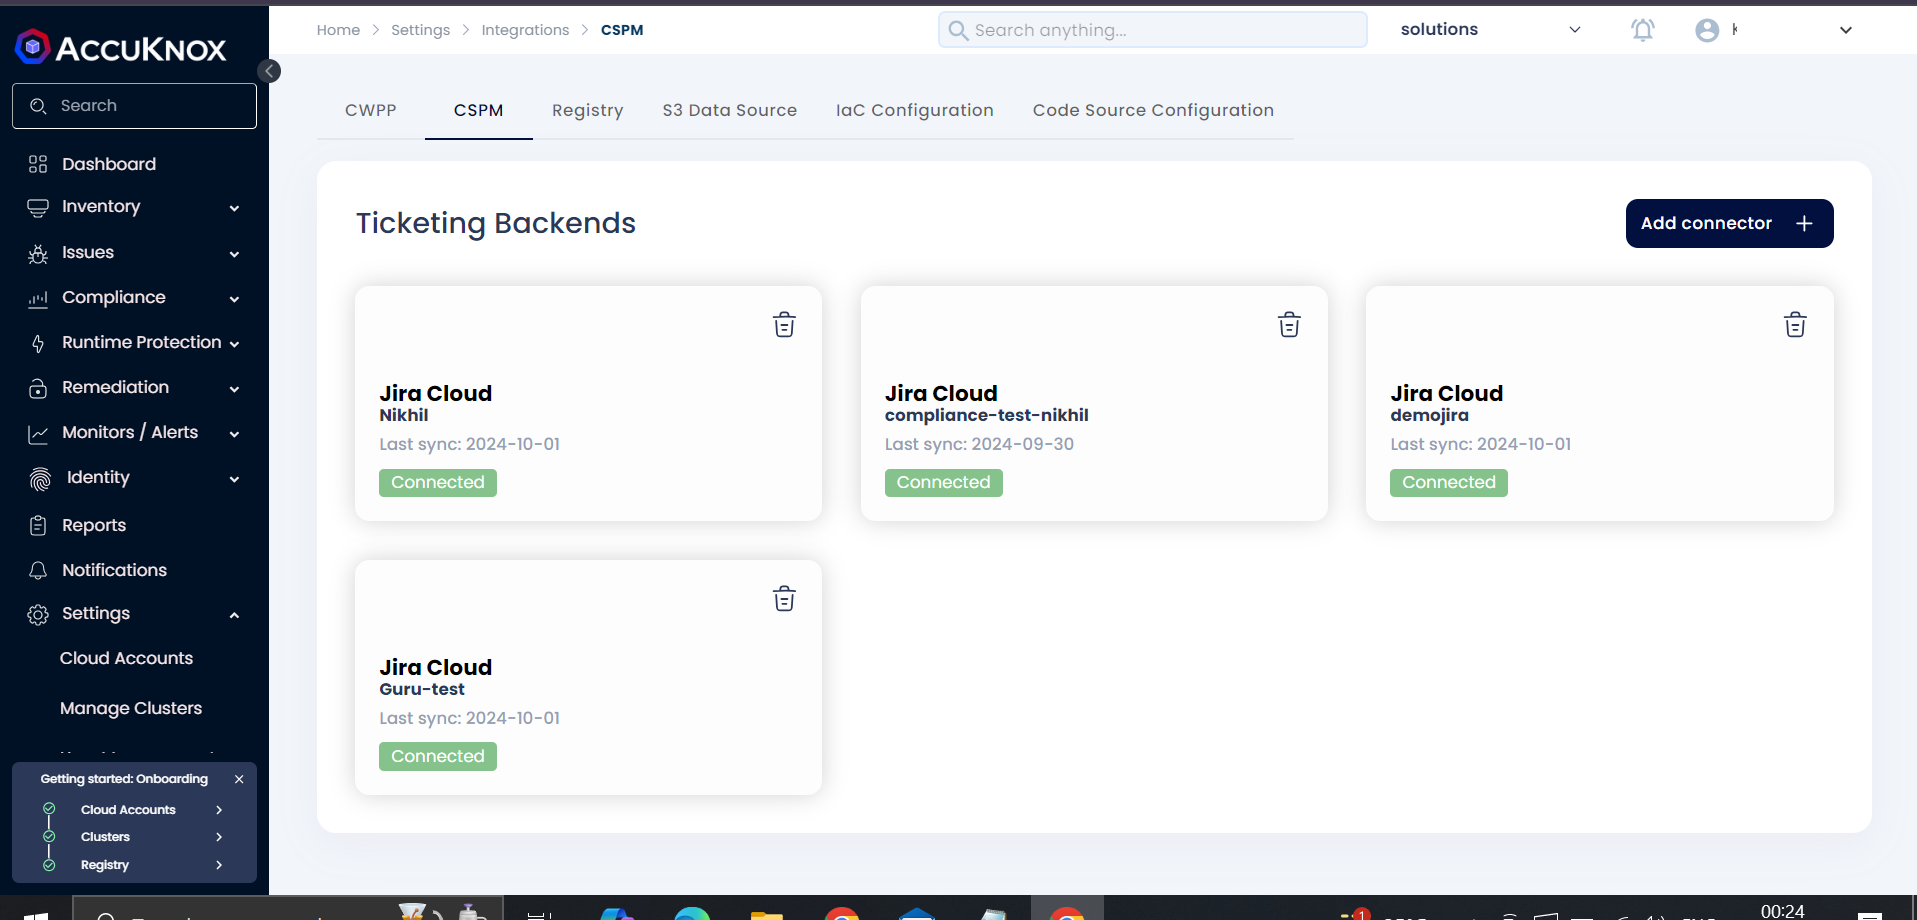 Home > Settings > Integrations > CSPM
Search anything...
solutions
ACCUKNOX
Search
Dashboard
Inventory
Issues
Compliance
Runtime Protection
Remediation
Monitors / Alerts
Identity
Reports
Notifications
Settings
Cloud Accounts
Manage Clusters
Getting started: Onboarding
Cloud Accounts
Clusters
Registry
CWPP
CSPM
Registry
S3 Data Source
IaC Configuration
Code Source Configuration
Ticketing Backends
Add connector +
Jira Cloud
Nikhil
Last sync: 2024-10-01
Connected
Jira Cloud
compliance-test-nikhil
Last sync: 2024-09-30
Connected
Jira Cloud
demojira
Last sync: 2024-10-01
Connected
Jira Cloud
Guru-test
Last sync: 2024-10-01
Connected
1
00:24